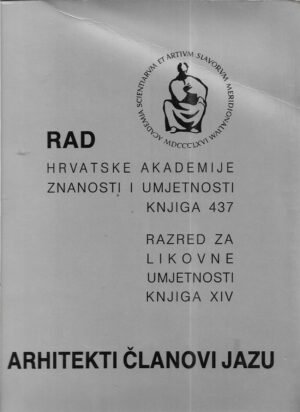 ACADEMIA SCIENTIARVM ET ARTIVM SLAVORVM MERIDIONALIVM MDCCCLXVI
RAD
HRVATSKE AKADEMIJE
ZNANOSTI I UMJETNOSTI
KNJIGA 437
RAZRED ZA
LIKOVNE
UMJETNOSTI
KNJIGA XIV
ARHITEKTI ČLANOVI JAZU